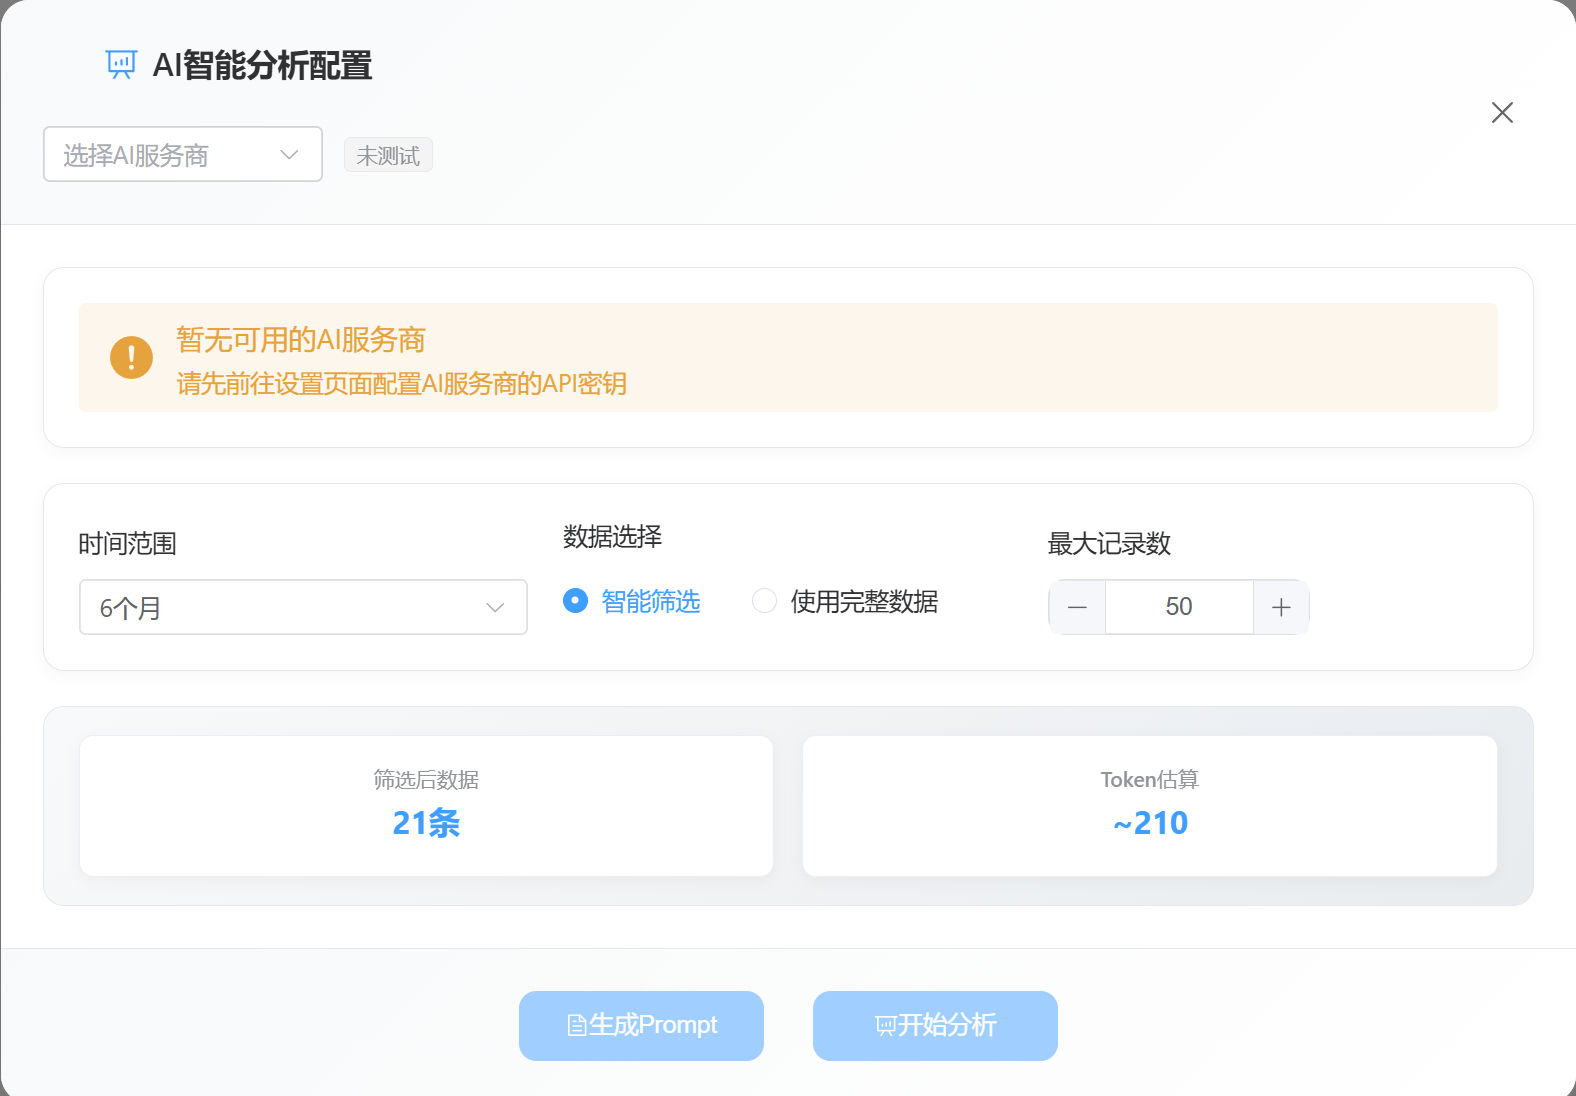 AI智能分析配置
选择AI服务商
未测试
暂无可用的AI服务商
请先前往设置页面配置AI服务商的API密钥
时间范围
数据选择
最大记录数
6个月
智能筛选
使用完整数据
50
筛选后数据
Token估算
21条
~210
生成Prompt
开始分析